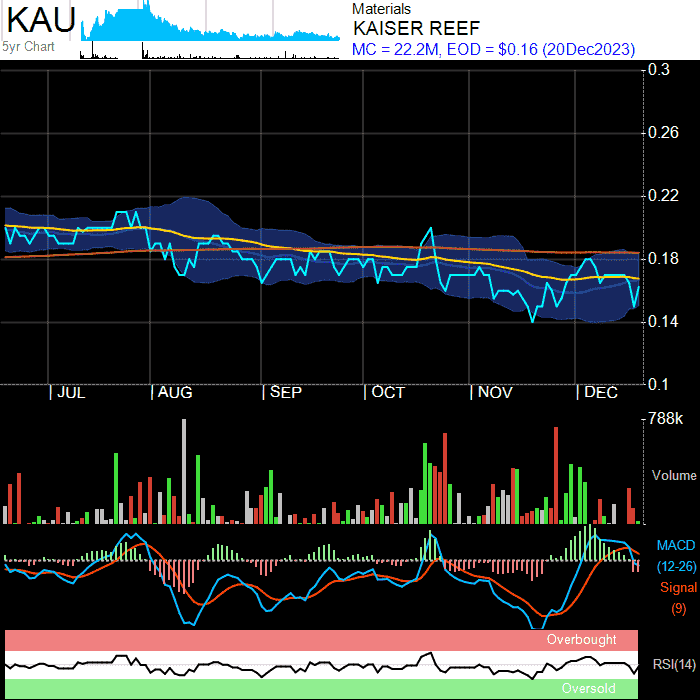 KAU
5yr Chart
Materials
KAISER REEF
MC = 22.2M, EOD = $0.16 (20Dec2023)
0.3
0.26
0.22
0.18
0.14
0.1
JUL AUG SEP OCT NOV DEC
788k
Volume
MACD
(12-26)
Signal
(9)
Overbought
RSI(14)
Oversold